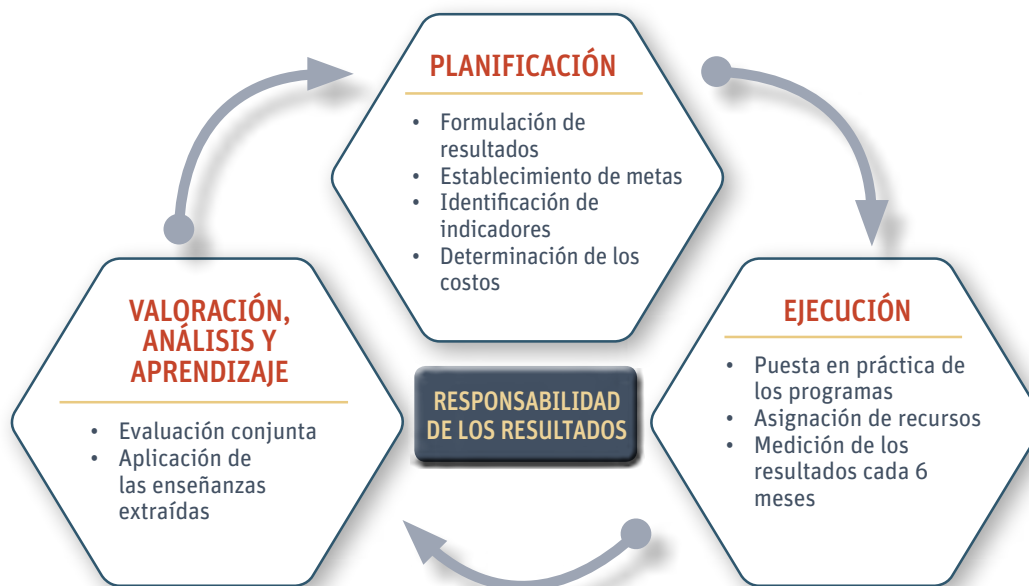 PLANIFICACIÓN
• Formulación de
resultados
• Establecimiento de metas
• Identificación de
indicadores
• Determinación de los
costos
EJECUCIÓN
• Puesta en práctica de
los programas
• Asignación de recursos
• Medición de los
resultados cada 6
meses
VALORACIÓN,
ANÁLISIS Y
APRENDIZAJE
• Evaluación conjunta
• Aplicación de
las enseñanzas
extraídas
RESPONSABILIDAD
DE LOS RESULTADOS